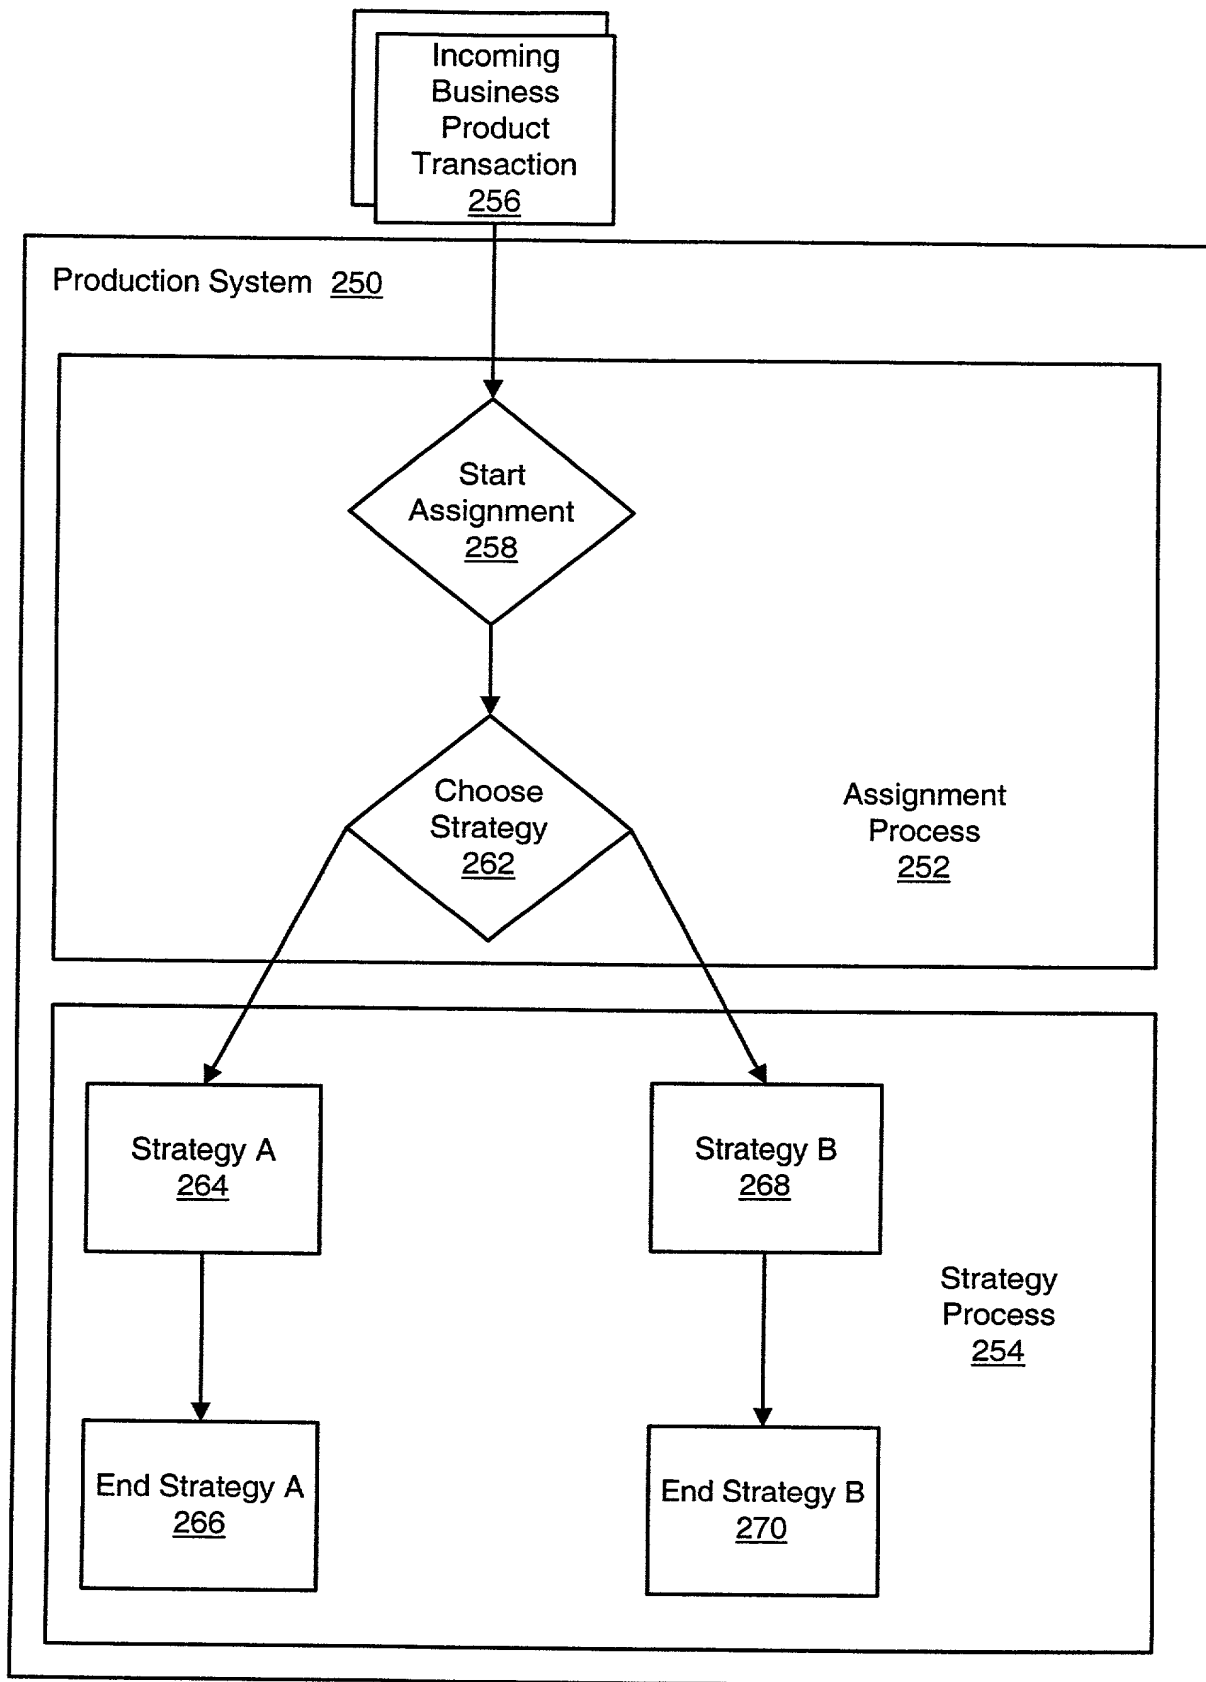 Incoming
Business
Product
Transaction
256
Production System 250
Start
Assignment
258
Choose
Strategy
262
Assignment
Process
252
Strategy A
264
Strategy B
268
Strategy
Process
254
End Strategy A
266
End Strategy B
270